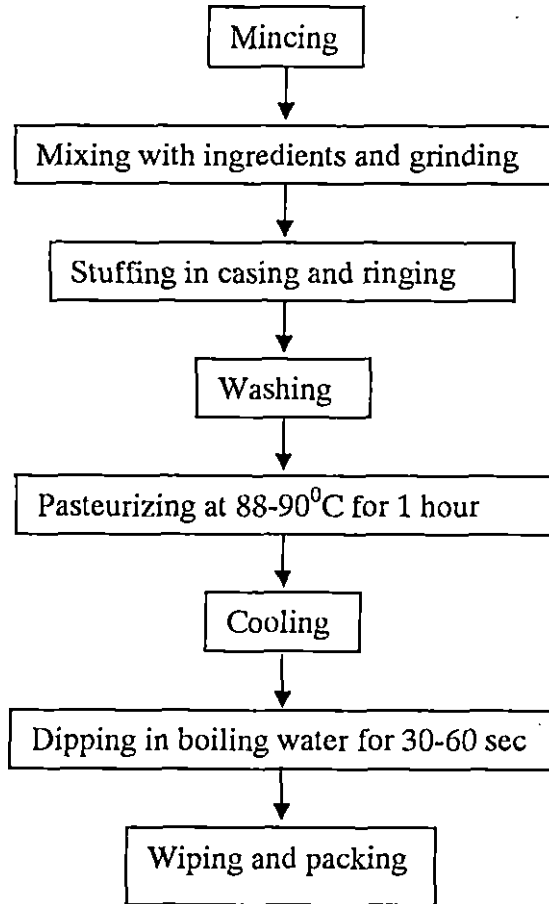 Mincing
Mixing with ingredients and grinding
Stuffing in casing and ringing
Washing
Pasteurizing at 88-90⁰C for 1 hour
Cooling
Dipping in boiling water for 30-60 sec
Wiping and packing